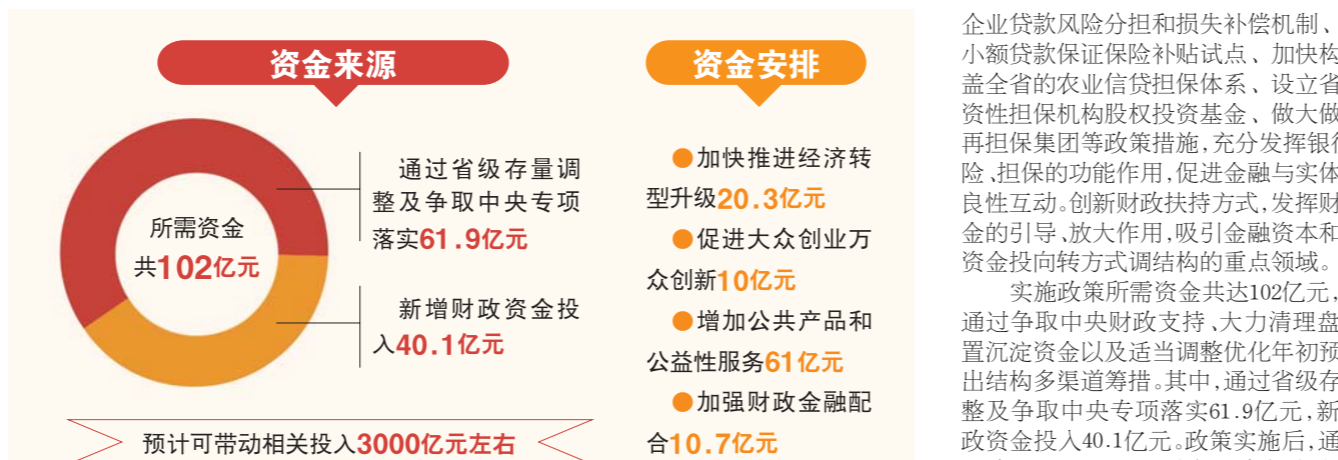 资金来源
所需资金
共102亿元
通过省级存量调
整及争取中央专项
落实61.9亿元
新增财政资金投
入40.1亿元
预计可带动相关投入3000亿元左右
资金安排
●加快推进经济转
型升级20.3亿元
●促进大众创业万
众创新10亿元
●增加公共产品和
公益性服务61亿元
●加强财政金融配
合10.7亿元
企业贷款风险分担和损失补偿机制、
小额贷款保证保险补贴试点、加快构
盖全省的农业信贷担保体系、设立省
资性担保机构股权投资基金、做大做
再担保集团等政策措施,充分发挥银行
险、担保的功能作用,促进金融与实体
良性互动。创新财政扶持方式,发挥财
金的引导、放大作用,吸引金融资本和
资金投向转方式调结构的重点领域。
实施政策所需资金共达102亿元,
通过争取中央财政支持、大力清理盘
置沉淀资金以及适当调整优化年初预
出结构多渠道筹措。其中,通过省级存
整及争取中央专项落实61.9亿元,新
政资金投入40.1亿元。政策实施后,通